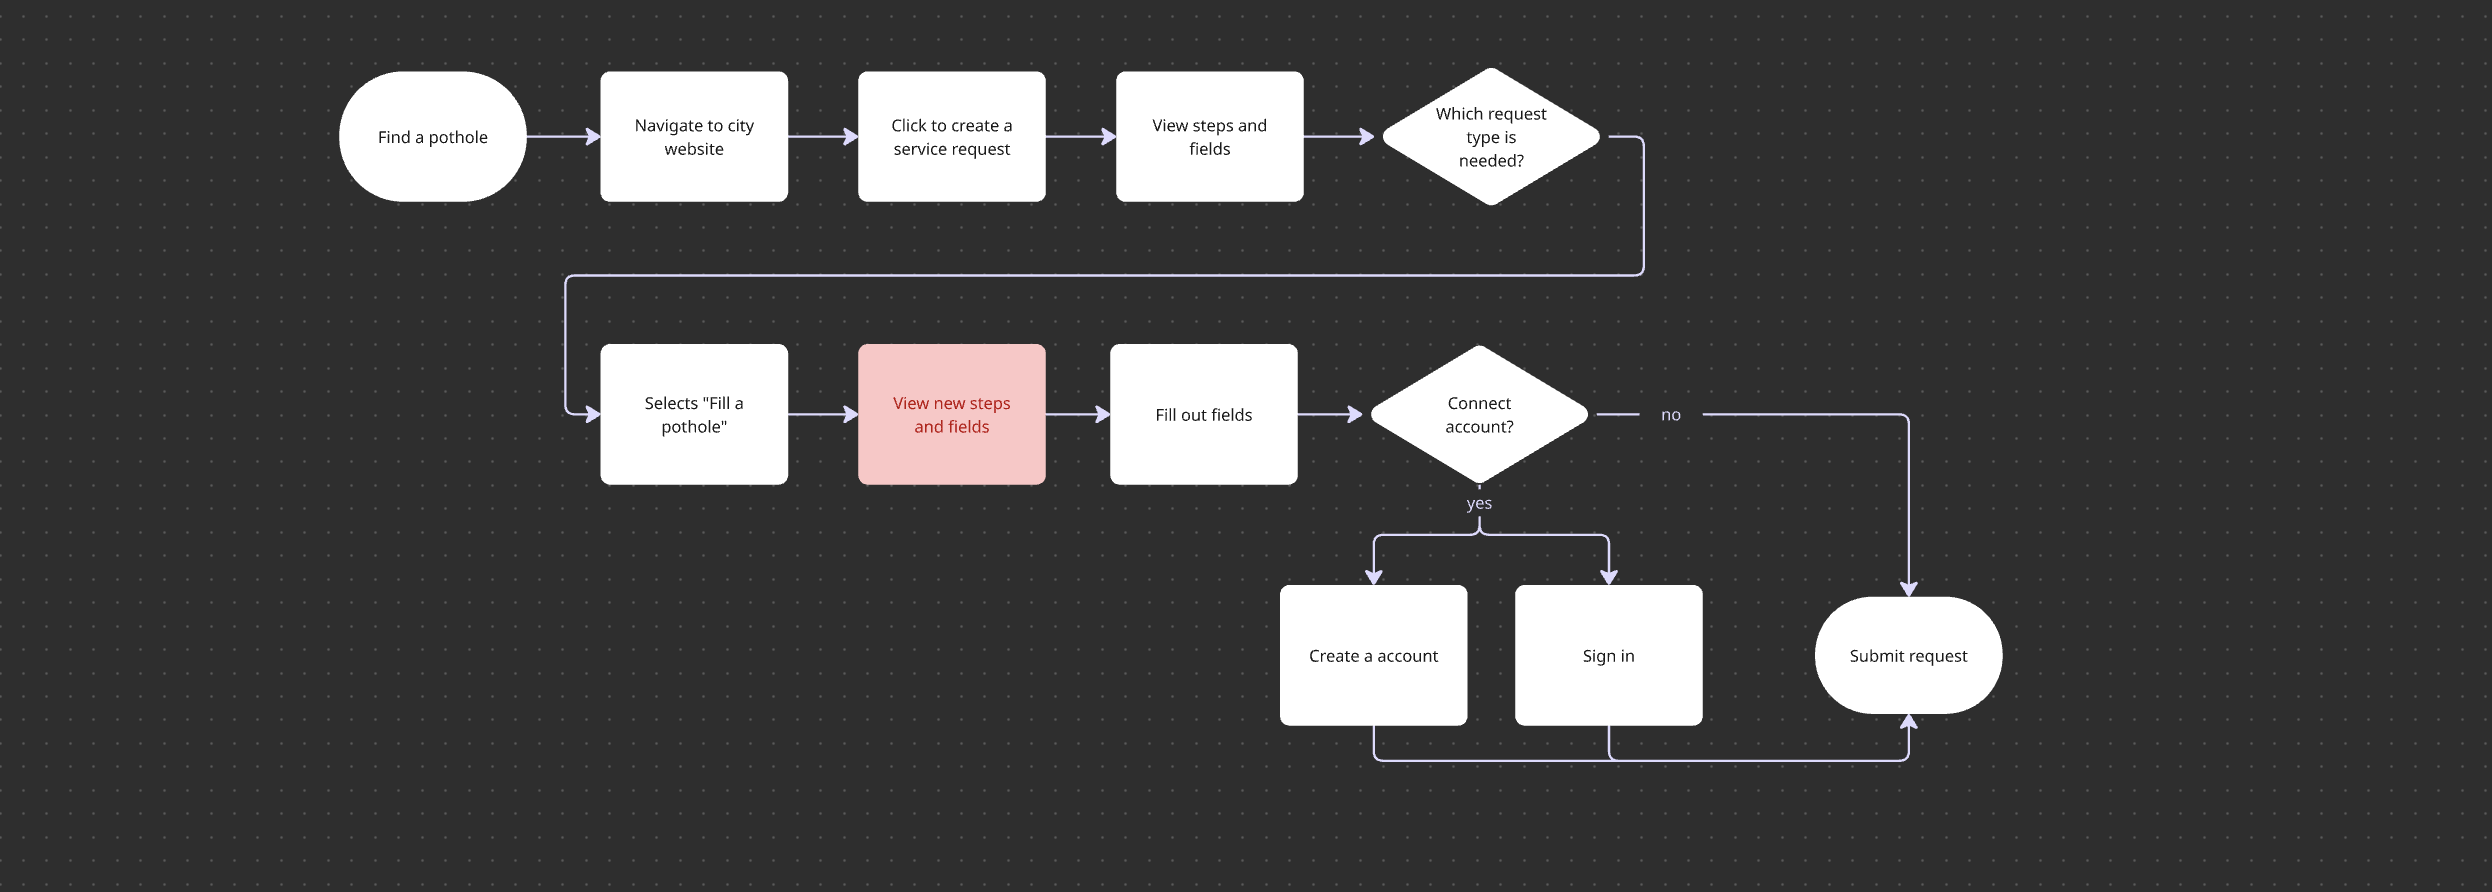 Find a pothole
Navigate to city
website
Click to create a
service request
View steps and
fields
Which request
type is
needed?
Selects "Fill a
pothole"
View new steps
and fields
Fill out fields
Connect
account?
no
yes
Create a account
Sign in
Submit request